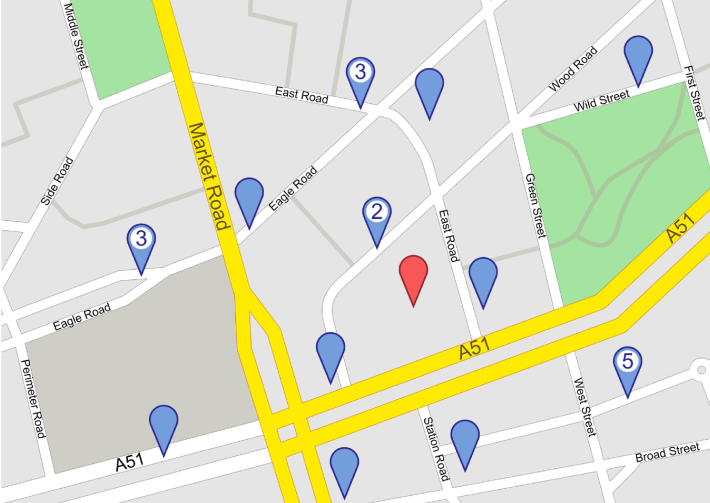 Middle Street
3
East Road
Wood Road
Wild Street
First Street
Market Road
Side Road
Eagle Road
2
Green Street
East Road
A51
3
Eagle Road
A51
5
Perimeter Road
West Street
Station Road
A51
Broad Street